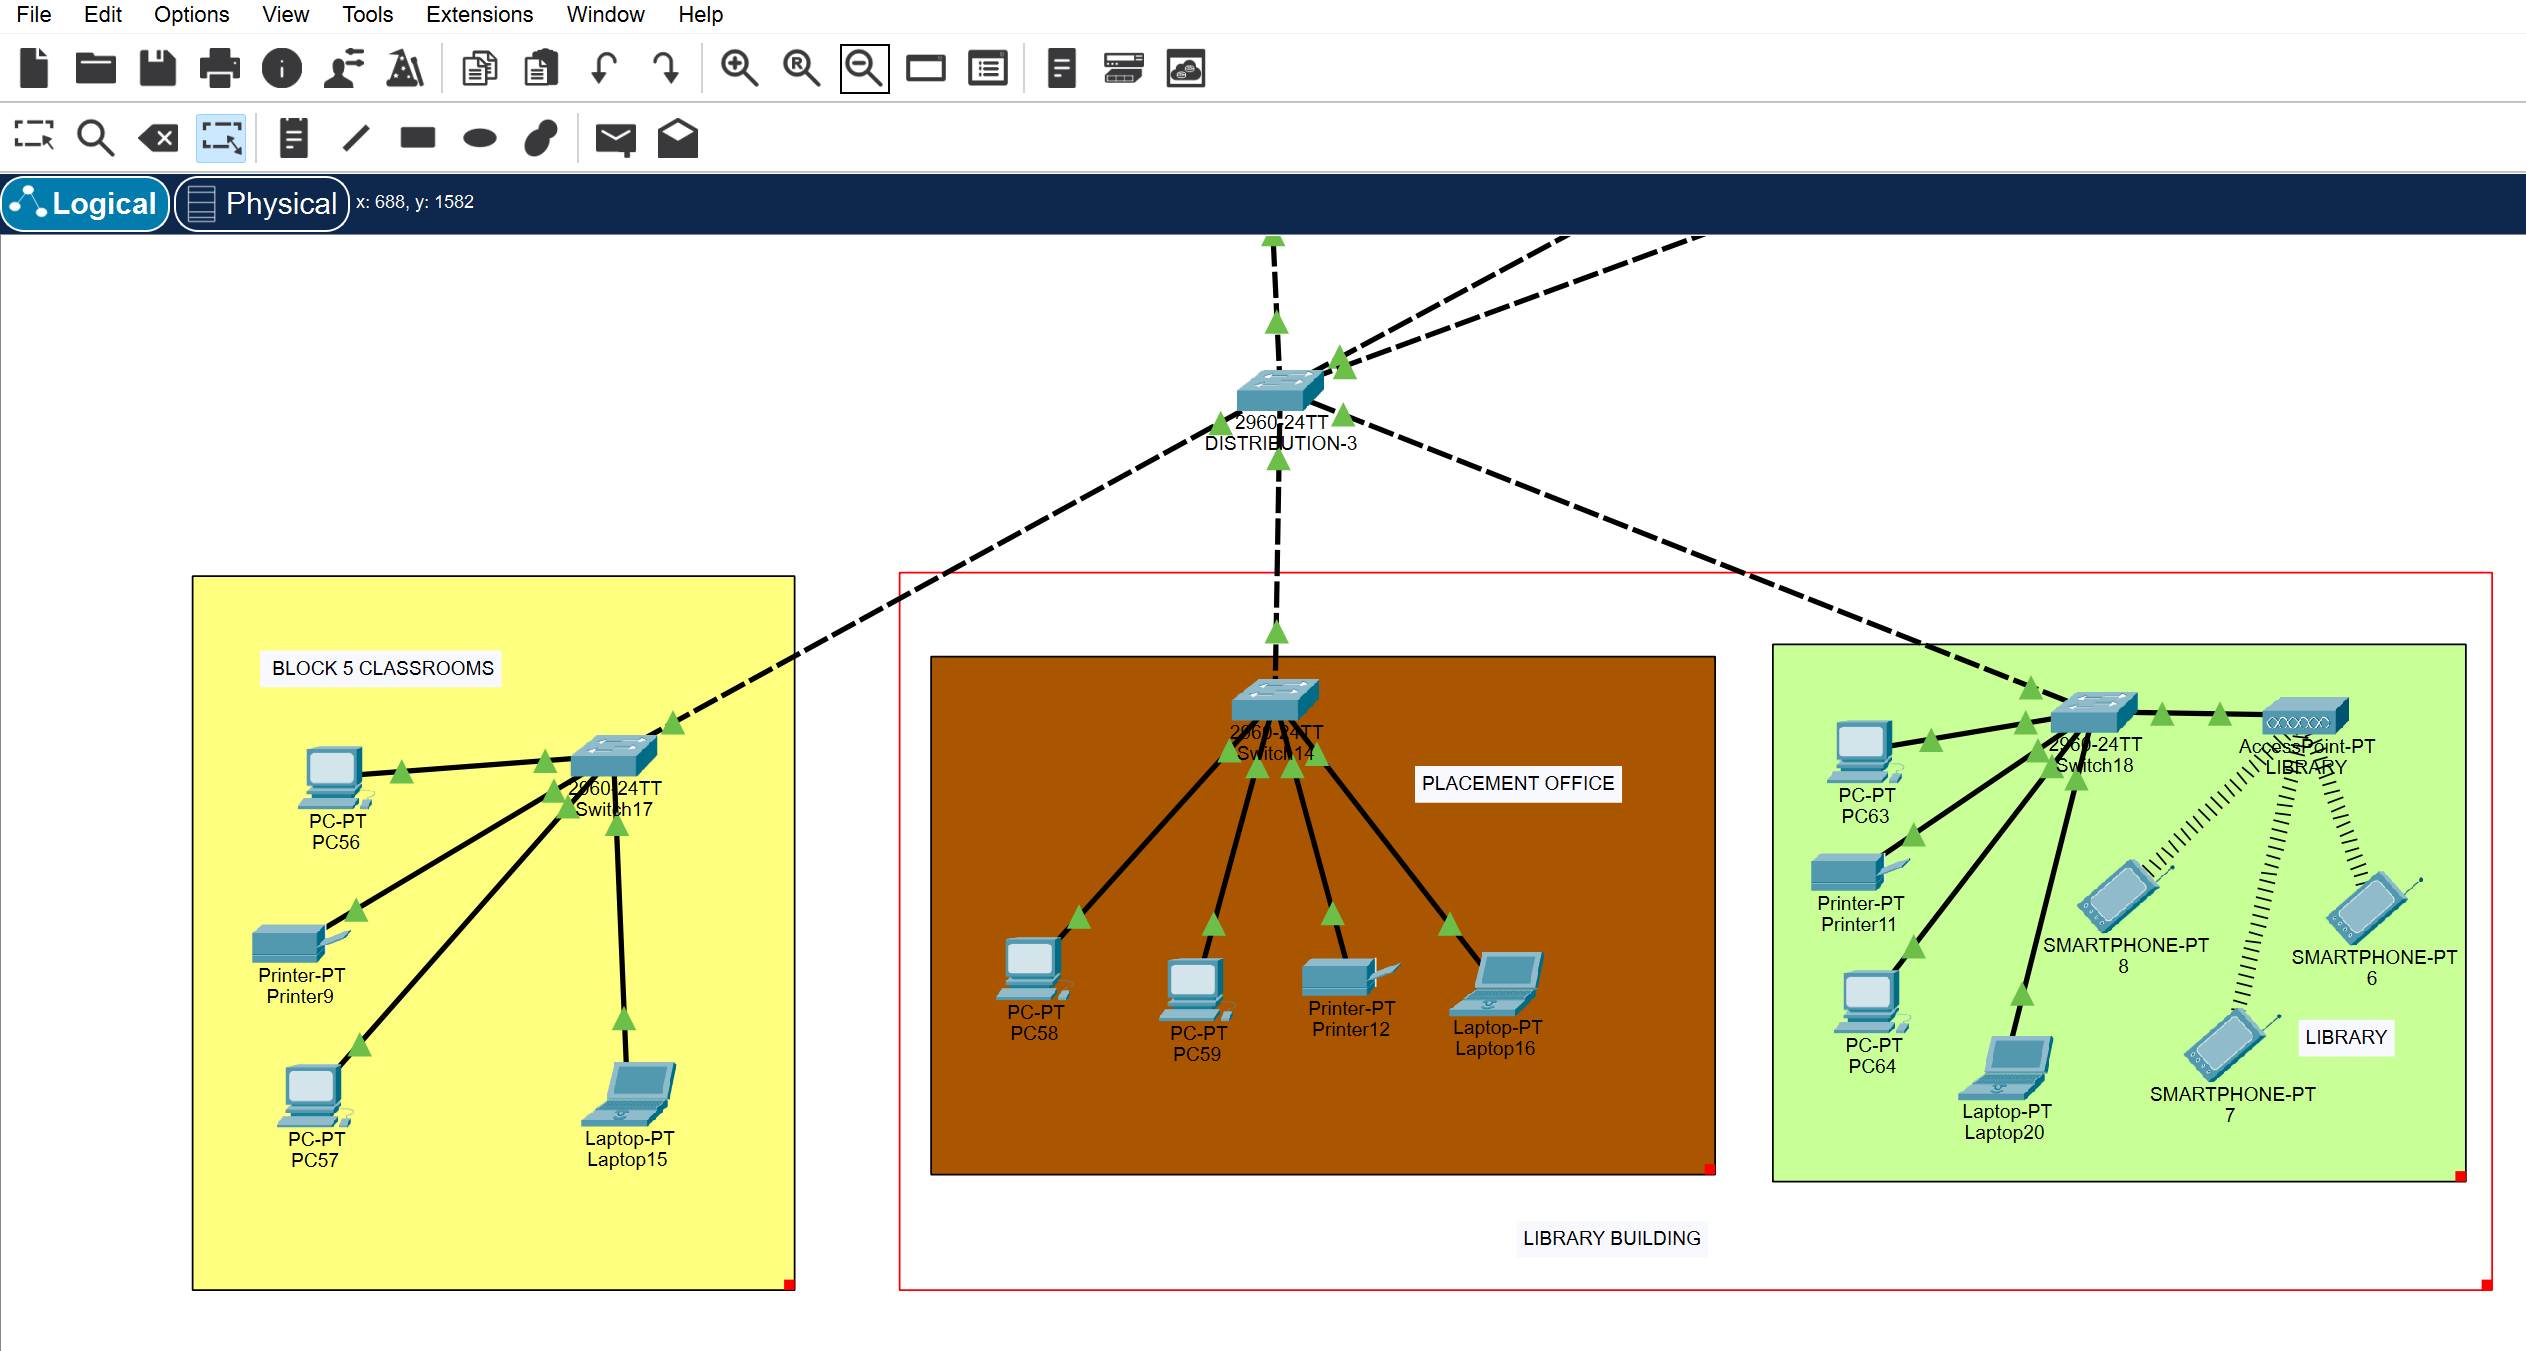 File Edit Options View Tools Extensions Window Help
Logical Physical x: 688, y: 1582
2960-24TT
DISTRIBUTION-3
BLOCK 5 CLASSROOMS
2960-24TT
Switch17
PC-PT
PC56
Printer-PT
Printer9
PC-PT
PC57
Laptop-PT
Laptop15
2960-24TT
Switch14
PLACEMENT OFFICE
PC-PT
PC58
PC-PT
PC59
Printer-PT
Printer12
Laptop-PT
Laptop16
2960-24TT
Switch18
AccessPoint-PT
LIBRARY
PC-PT
PC63
Printer-PT
Printer11
PC-PT
PC64
Laptop-PT
Laptop20
SMARTPHONE-PT
8
SMARTPHONE-PT
6
SMARTPHONE-PT
7
LIBRARY
LIBRARY BUILDING